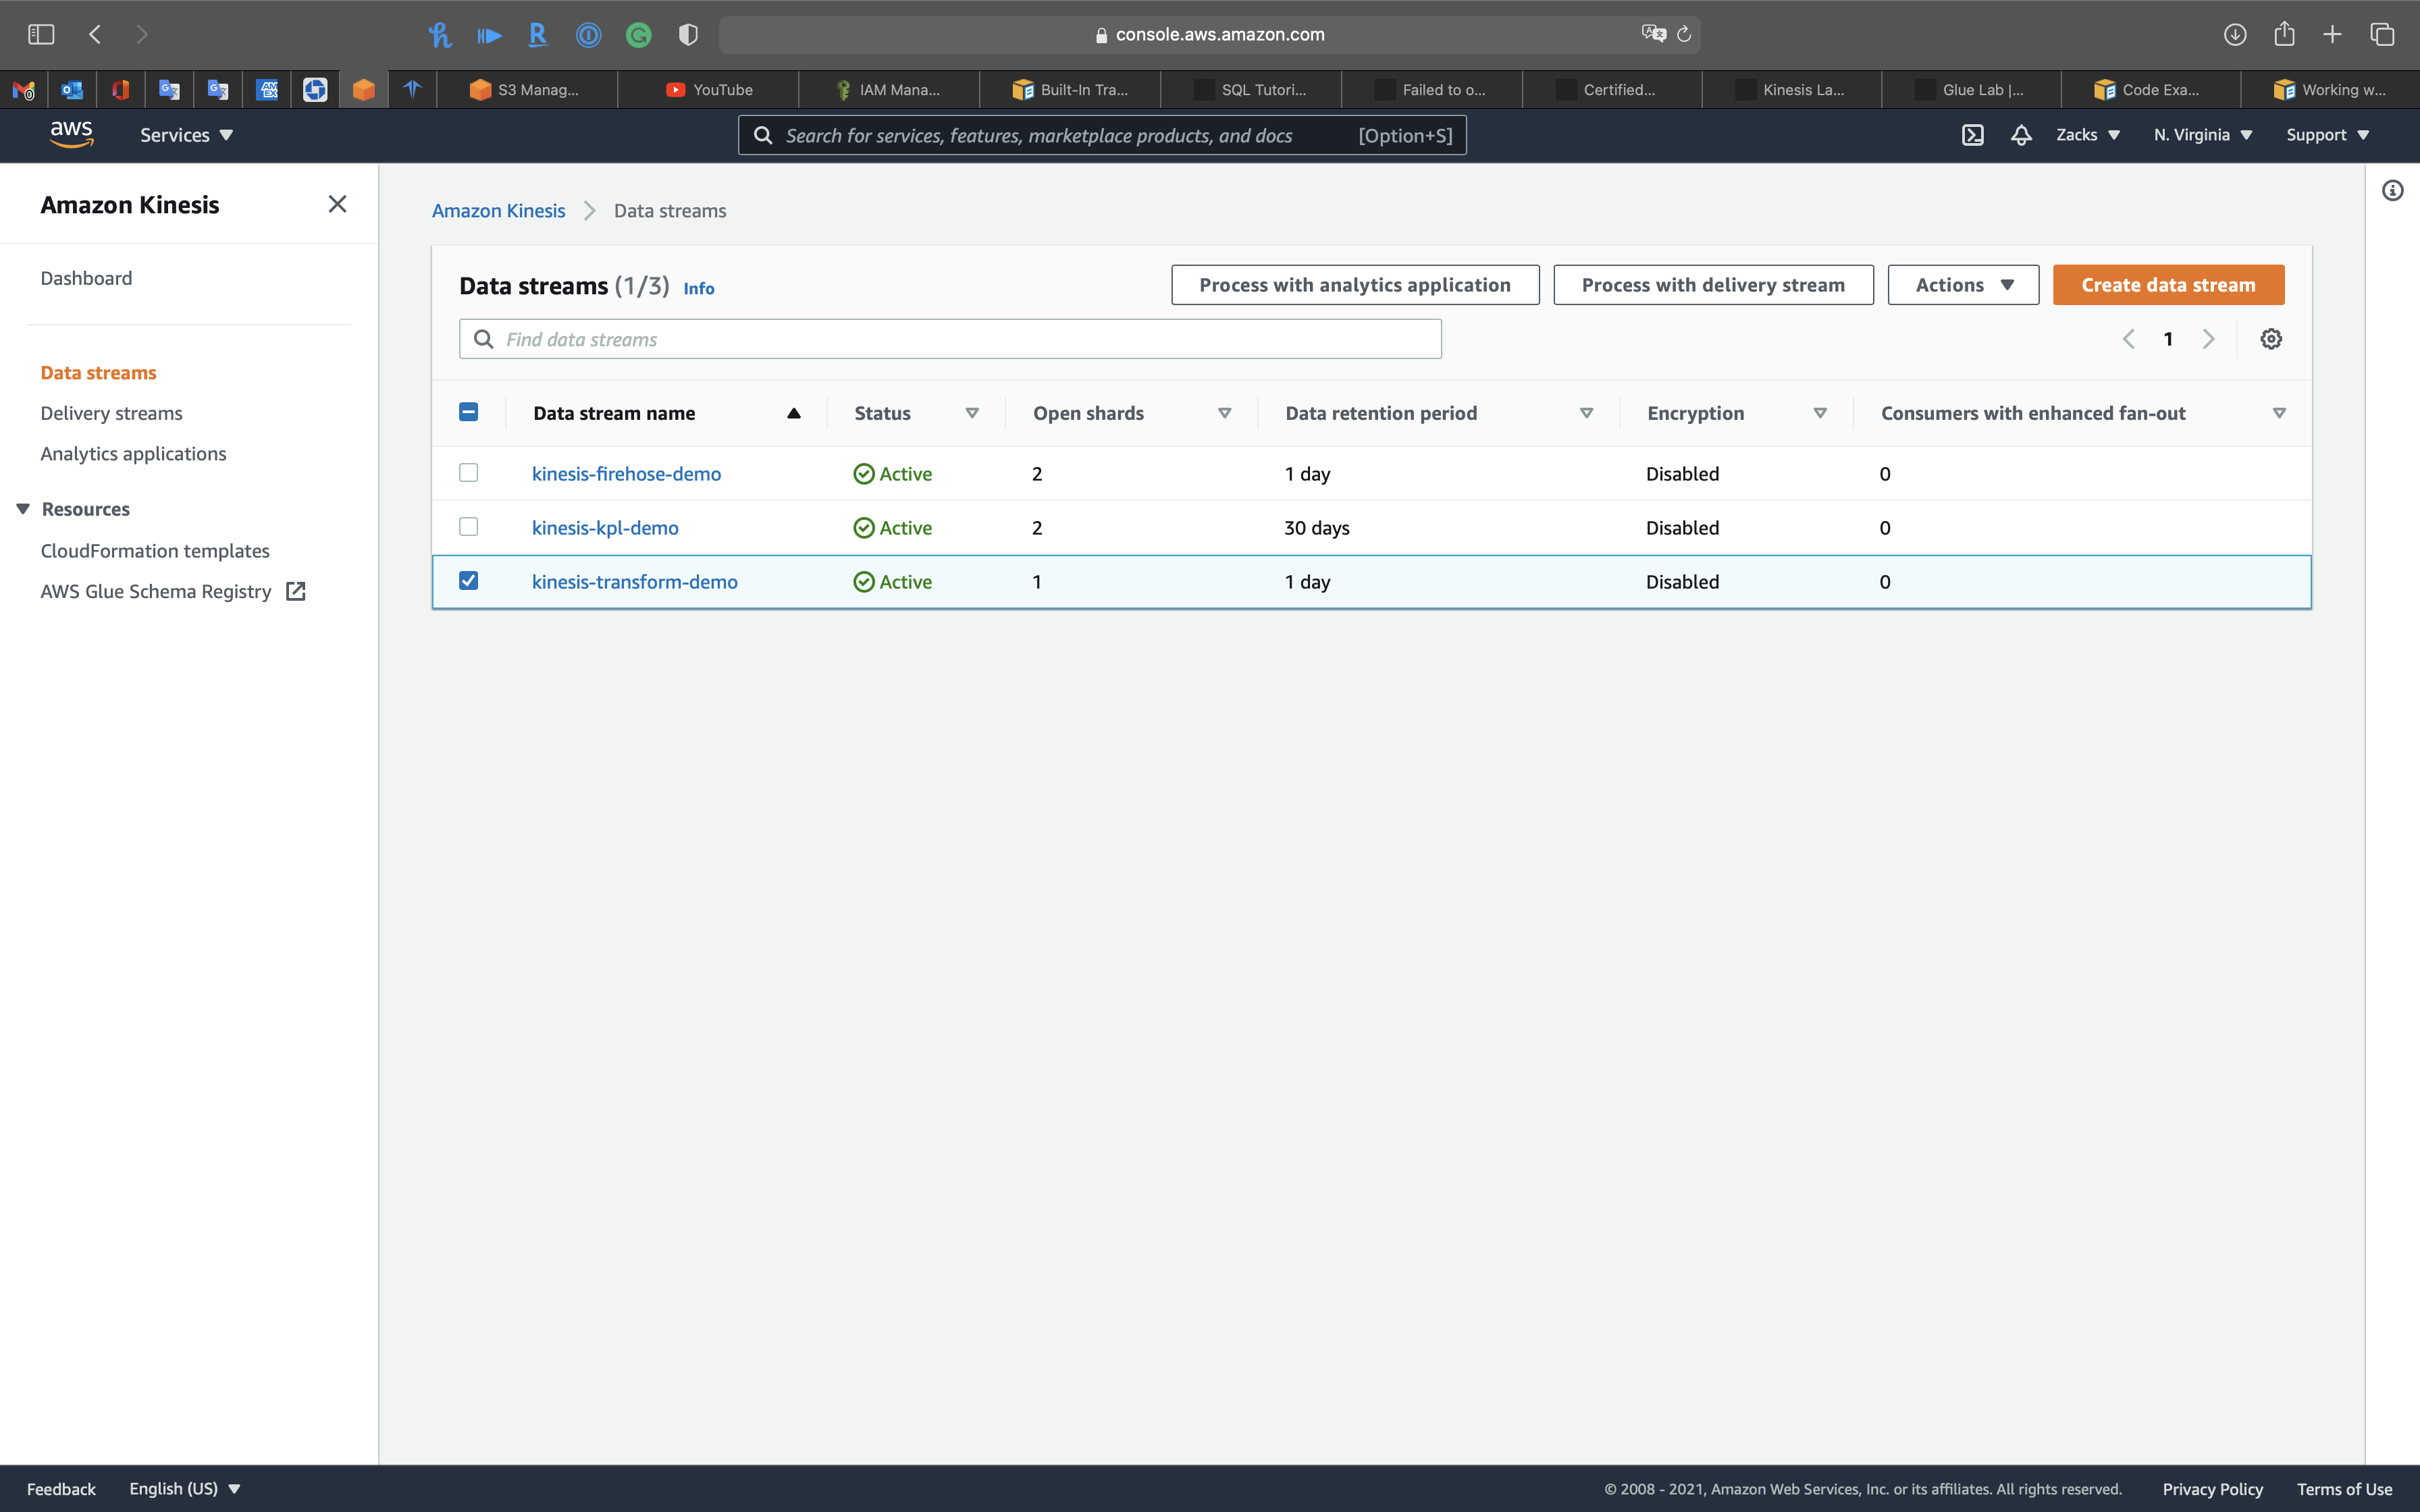 console.aws.amazon.com
S3 Manag...
YouTube
IAM Mana...
Built-In Tra...
SQL Tutori...
Failed to o...
Certified...
Kinesis La...
Glue Lab |...
Code Exa...
Working w...
aws
Services
Search for services, features, marketplace products, and docs [Option+S]
Zacks
N. Virginia
Support
Amazon Kinesis
Dashboard
Data streams
Delivery streams
Analytics applications
Resources
CloudFormation templates
AWS Glue Schema Registry
Amazon Kinesis Data streams
Data streams (1/3) Info
Process with analytics application
Process with delivery stream
Actions
Create data stream
Find data streams
1
Data stream name Status Open shards Data retention period Encryption Consumers with enhanced fan-out
kinesis-firehose-demo Active 2 1 day Disabled 0
kinesis-kpl-demo Active 2 30 days Disabled 0
kinesis-transform-demo Active 1 1 day Disabled 0
Feedback
English (US)
© 2008 - 2021, Amazon Web Services, Inc. or its affiliates. All rights reserved.
Privacy Policy
Terms of Use